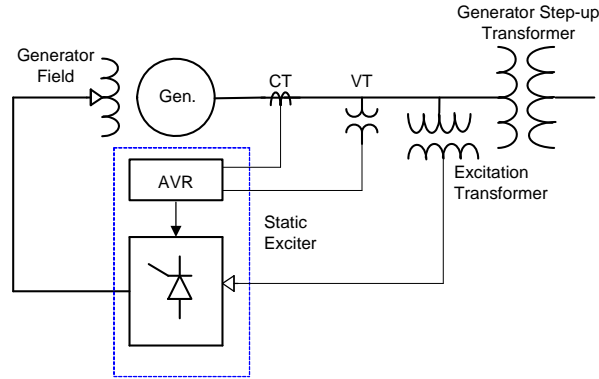 Generator Step-up
Transformer
Generator
Field
Gen.
CT
VT
Excitation
Transformer
AVR
Static
Exciter